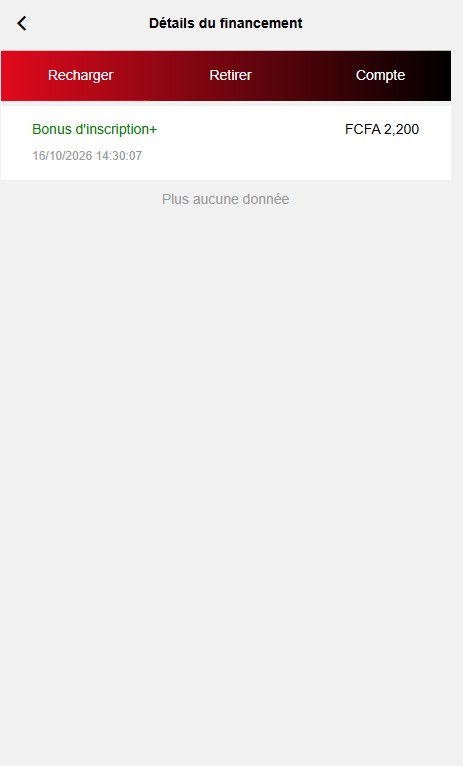 Détails du financement
Recharger Retirer Compte
Bonus d'inscription+ FCFA 2,200
16/10/2026 14:30:07
Plus aucune donnée